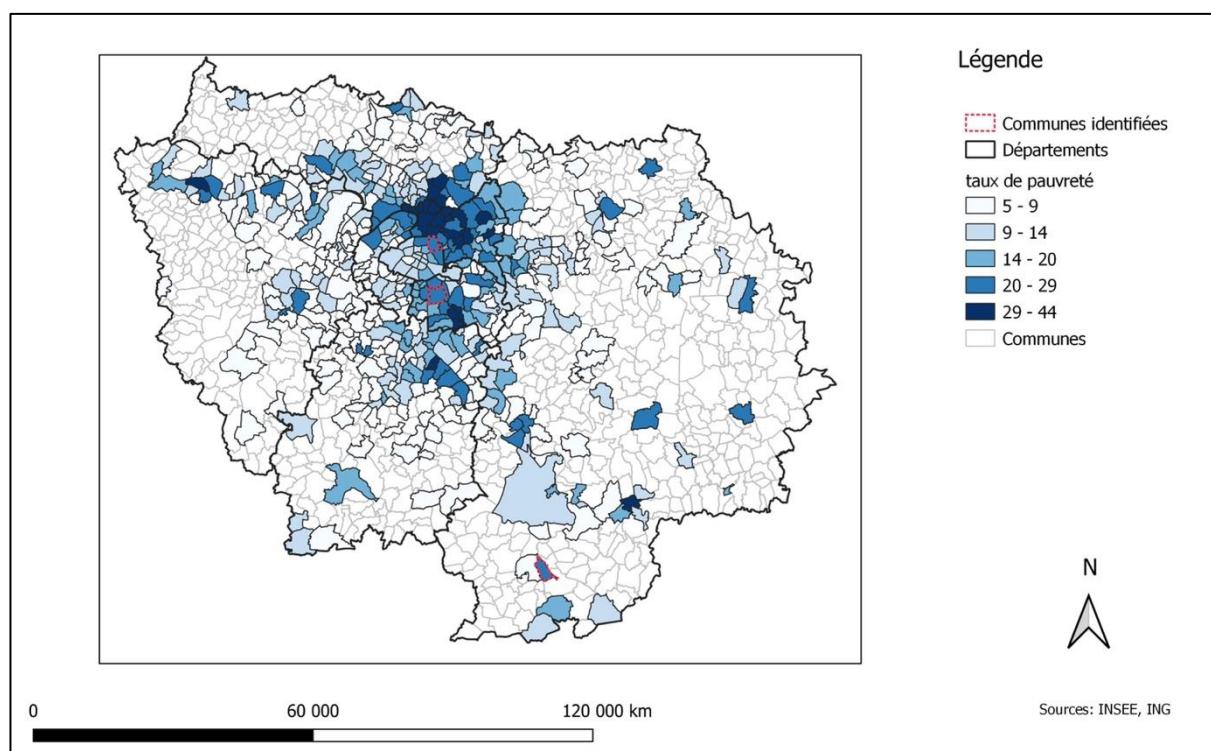 Légende
Communes identifiées
Départements
taux de pauvreté
5 - 9
9 - 14
14 - 20
20 - 29
29 - 44
Communes
N
0 60 000 120 000 km
Sources: INSEE, ING